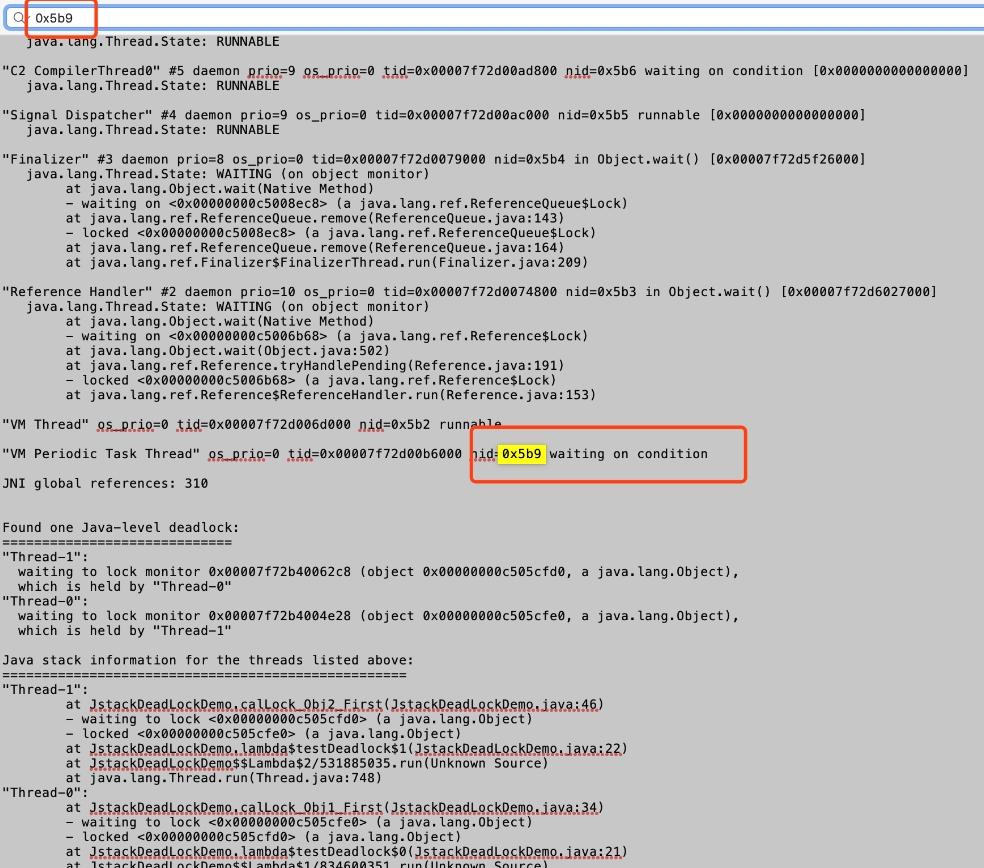 0x5b9
java.lang.Thread.State: RUNNABLE
"C2 CompilerThread0" #5 daemon prio=9 os_prio=0 tid=0x00007f72d00ad800 nid=0x5b6 waiting on condition [0x0000000000000000]
java.lang.Thread.State: RUNNABLE
"Signal Dispatcher" #4 daemon prio=9 os_prio=0 tid=0x00007f72d00ac000 nid=0x5b5 runnable [0x0000000000000000]
java.lang.Thread.State: RUNNABLE
"Finalizer" #3 daemon prio=8 os_prio=0 tid=0x00007f72d0079000 nid=0x5b4 in Object.wait() [0x00007f72d5f26000]
java.lang.Thread.State: WAITING (on object monitor)
at java.lang.Object.wait(Native Method)
- waiting on <0x00000000c5008ec8> (a java.lang.ref.ReferenceQueue$Lock)
at java.lang.ref.ReferenceQueue.remove(ReferenceQueue.java:143)
- locked <0x00000000c5008ec8> (a java.lang.ref.ReferenceQueue$Lock)
at java.lang.ref.ReferenceQueue.remove(ReferenceQueue.java:164)
at java.lang.ref.Finalizer$FinalizerThread.run(Finalizer.java:209)
"Reference Handler" #2 daemon prio=10 os_prio=0 tid=0x00007f72d0074800 nid=0x5b3 in Object.wait() [0x00007f72d6027000]
java.lang.Thread.State: WAITING (on object monitor)
at java.lang.Object.wait(Native Method)
- waiting on <0x00000000c5006b68> (a java.lang.ref.Reference$Lock)
at java.lang.Object.wait(Object.java:502)
at java.lang.ref.Reference.tryHandlePending(Reference.java:191)
- locked <0x00000000c5006b68> (a java.lang.ref.Reference$Lock)
at java.lang.ref.Reference$ReferenceHandler.run(Reference.java:153)
"VM Thread" os_prio=0 tid=0x00007f72d006d000 nid=0x5b2 runnable
"VM Periodic Task Thread" os_prio=0 tid=0x00007f72d00b6000 nid=0x5b9 waiting on condition
JNI global references: 310
Found one Java-level deadlock:
=============================
"Thread-1":
waiting to lock monitor 0x00007f72b40062c8 (object 0x00000000c505cfd0, a java.lang.Object),
which is held by "Thread-0"
"Thread-0":
waiting to lock monitor 0x00007f72b4004e28 (object 0x00000000c505cfe0, a java.lang.Object),
which is held by "Thread-1"
Java stack information for the threads listed above:
===================================================
"Thread-1":
at JstackDeadLockDemo.calLock_Obj2_First(JstackDeadLockDemo.java:46)
- waiting to lock <0x00000000c505cfd0> (a java.lang.Object)
- locked <0x00000000c505cfe0> (a java.lang.Object)
at JstackDeadLockDemo.lambda$testDeadlock$1(JstackDeadLockDemo.java:22)
at JstackDeadLockDemo$$Lambda$2/531885035.run(Unknown Source)
at java.lang.Thread.run(Thread.java:748)
"Thread-0":
at JstackDeadLockDemo.calLock_Obj1_First(JstackDeadLockDemo.java:34)
- waiting to lock <0x00000000c505cfe0> (a java.lang.Object)
- locked <0x00000000c505cfd0> (a java.lang.Object)
at JstackDeadLockDemo.lambda$testDeadlock$0(JstackDeadLockDemo.java:21)
at JstackDeadLockDemo$$Lambda$1/834600351.run(Unknown Source)